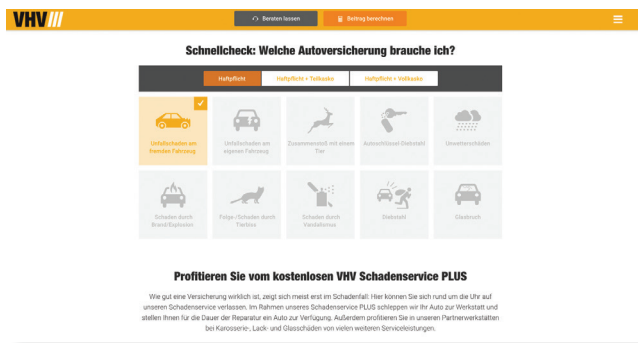 VHV
Beraten lassen
Beitrag berechnen
Schnellcheck: Welche Autoversicherung brauche ich?
Haftpflicht
Haftpflicht + Teilkasko
Haftpflicht + Vollkasko
Unfallschaden am
fremden Fahrzeug
Unfallschaden am
eigenen Fahrzeug
Zusammenstoß mit einem
Tier
Autoschlüssel-Diebstahl
Unwetterschäden
Schaden durch
Brand/Explosion
Folge-/Schaden durch
Tierbiss
Schaden durch
Vandalismus
Diebstahl
Glasbruch
Profitieren Sie vom kostenlosen VHV Schadenservice PLUS
Wie gut eine Versicherung wirklich ist, zeigt sich meist erst im Schadenfall: Hier können Sie sich rund um die Uhr auf
unseren Schadenservice verlassen. Im Rahmen unseres Schadenservice PLUS schleppen wir Ihr Auto zur Werkstatt und
stellen Ihnen für die Dauer der Reparatur ein Auto zur Verfügung. Außerdem profitieren Sie in unseren Partnerwerkstätten
bei Karosserie-, Lack- und Glasschäden von vielen weiteren Serviceleistungen.